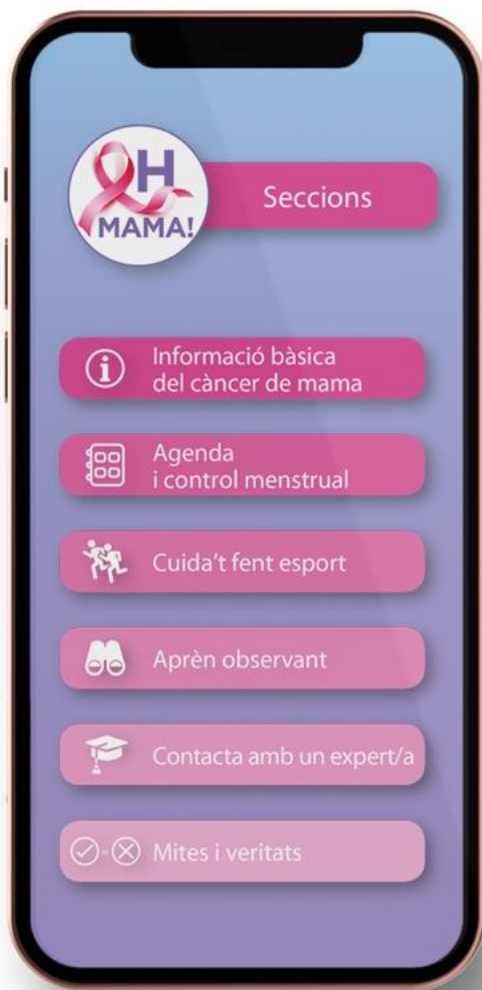 OH
MAMA!
Seccions
Informació bàsica
del càncer de mama
Agenda
i control menstrual
Cuida't fent esport
Aprèn observant
Contacta amb un expert/a
Mites i veritats